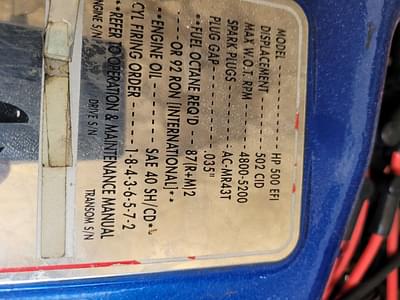 MODEL ---------- HP 500 EFI
DISPLACEMENT ------- 502 CID
MAX W.O.T. RPM ---- 4800-5200
SPARK PLUGS ------- AC-MR43T
PLUG GAP ---------- .035"
**FUEL OCTANE REQ'D -- 87(R+M)2
OR 92 RON (INTERNATIONAL)**
**ENGINE OIL ----- SAE 40 SH/CD**
CYL FIRING ORDER ---- 1-8-4-3-6-5-7-2
**REFER TO OPERATION & MAINTENANCE MANUAL
ENGINE S/N DRIVE S/N TRANSOM S/N